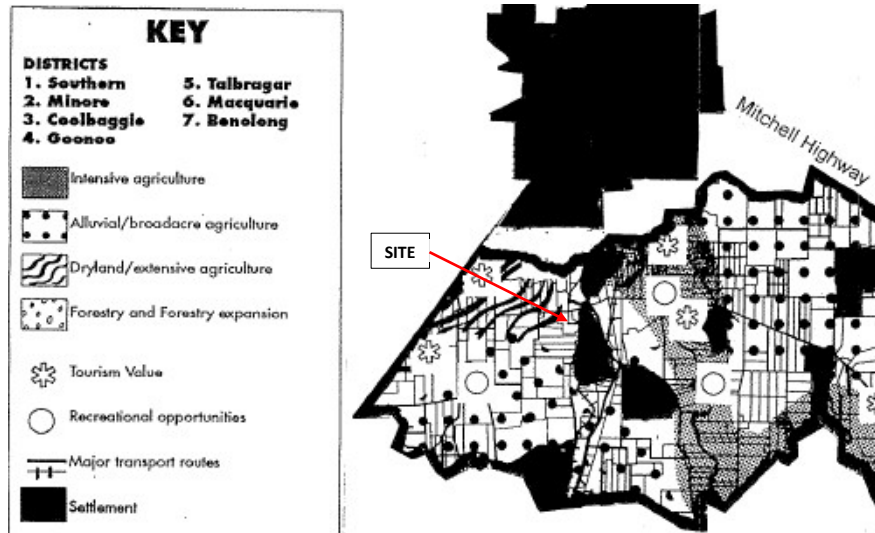 KEY
DISTRICTS
1. Southern 5. Talbragar
2. Minore 6. Macquarie
3. Coolbaggie 7. Benolong
4. Goonoo
Intensive agriculture
Alluvial/broadacre agriculture
Dryland/extensive agriculture
Forestry and Forestry expansion
Tourism Value
Recreational opportunities
Major transport routes
Settlement
Mitchell Highway
SITE